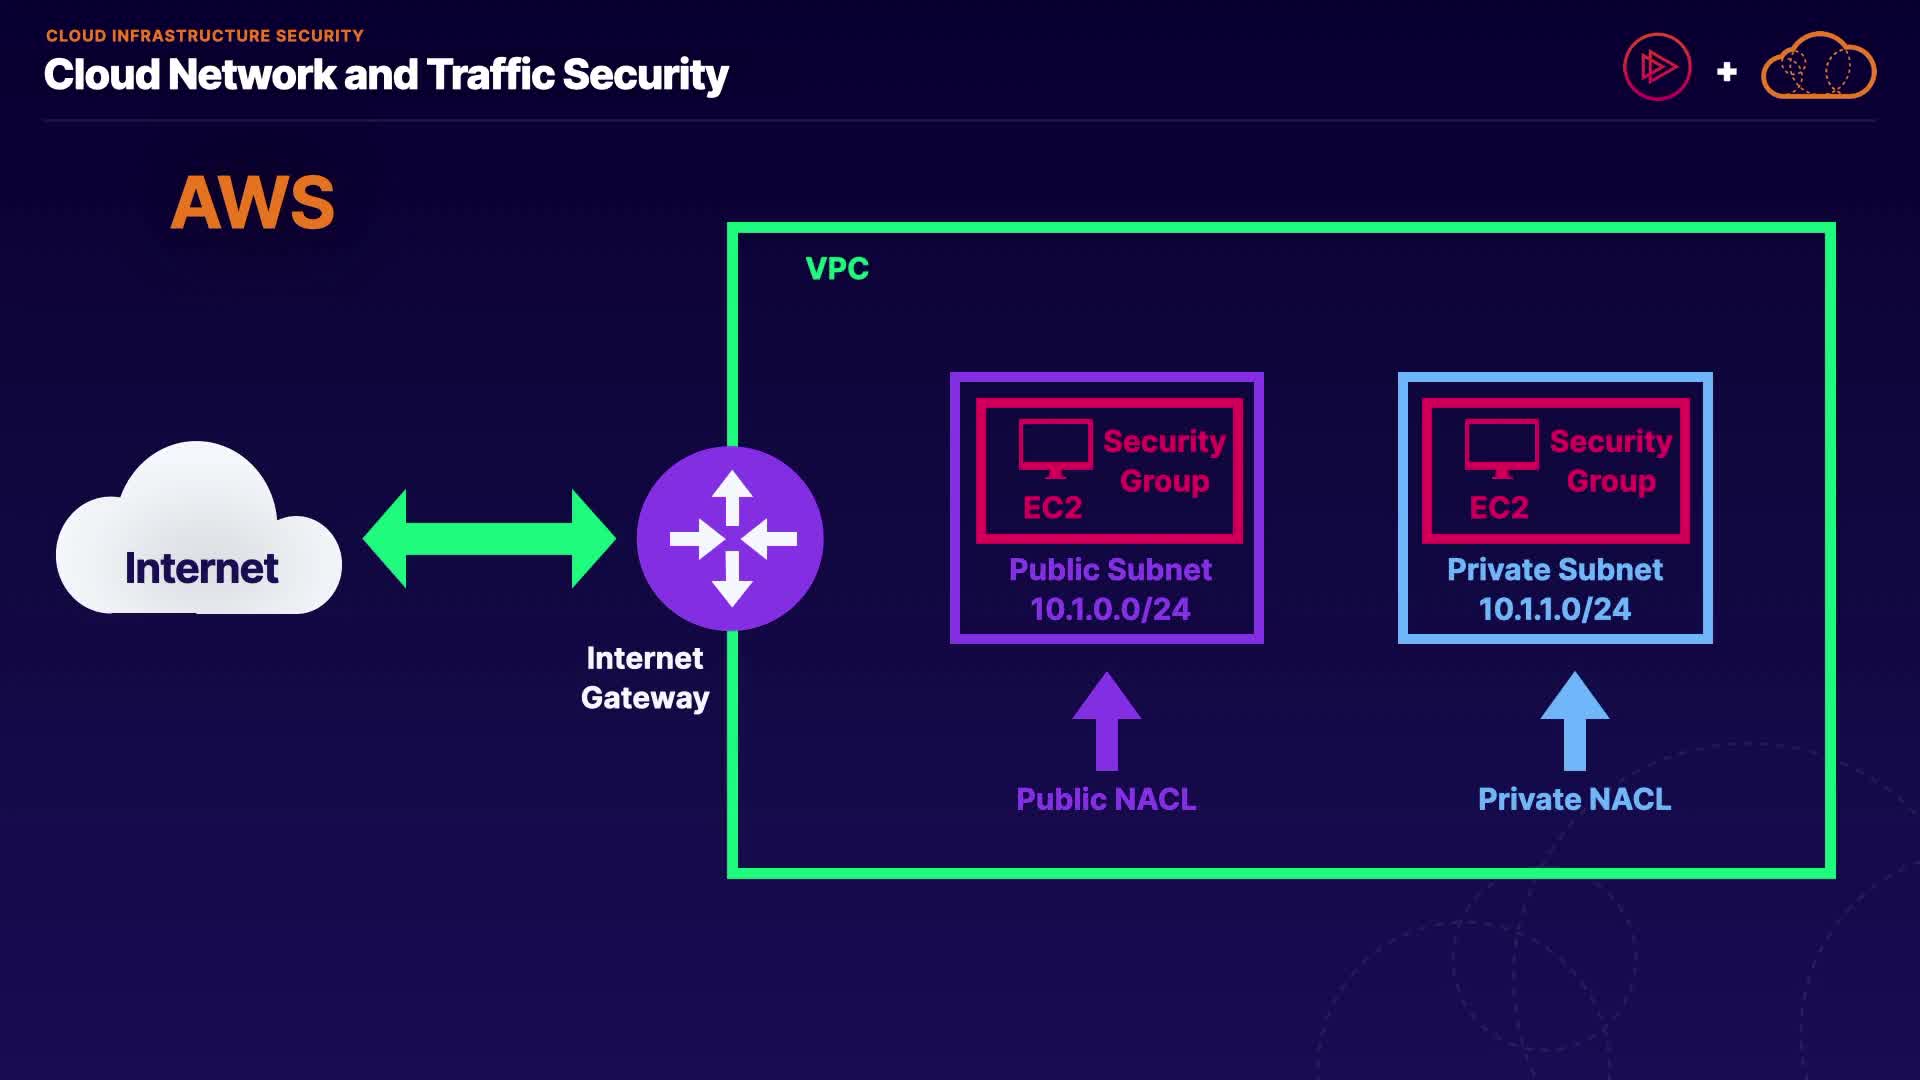 CLOUD INFRASTRUCTURE SECURITY
Cloud Network and Traffic Security
AWS
VPC
Internet
Internet
Gateway
Security
Group
EC2
Public Subnet
10.1.0.0/24
Public NACL
Security
Group
EC2
Private Subnet
10.1.1.0/24
Private NACL